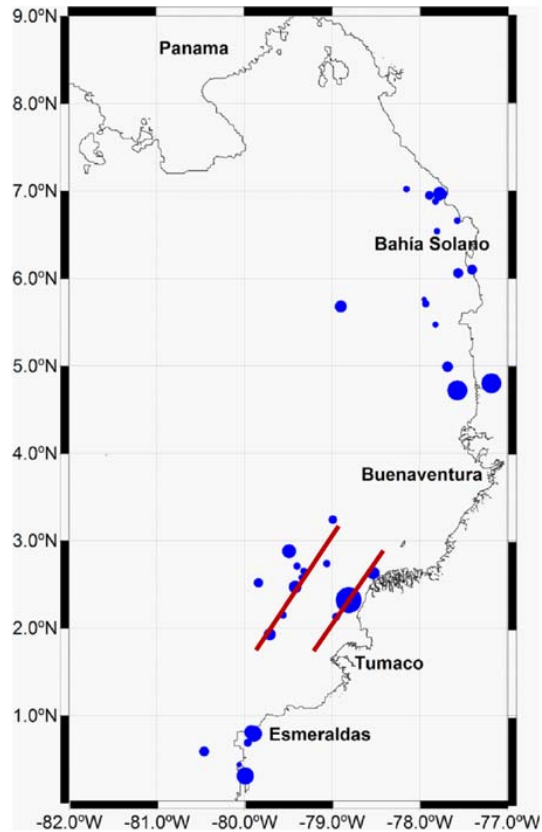 9.0ºN
Panama
8.0ºN
7.0ºN
Bahía Solano
6.0ºN
5.0ºN
4.0ºN
Buenaventura
3.0ºN
2.0ºN
Tumaco
1.0ºN
Esmeraldas
-82.0ºW -81.0ºW -80.0ºW -79.0ºW -78.0ºW -77.0ºW